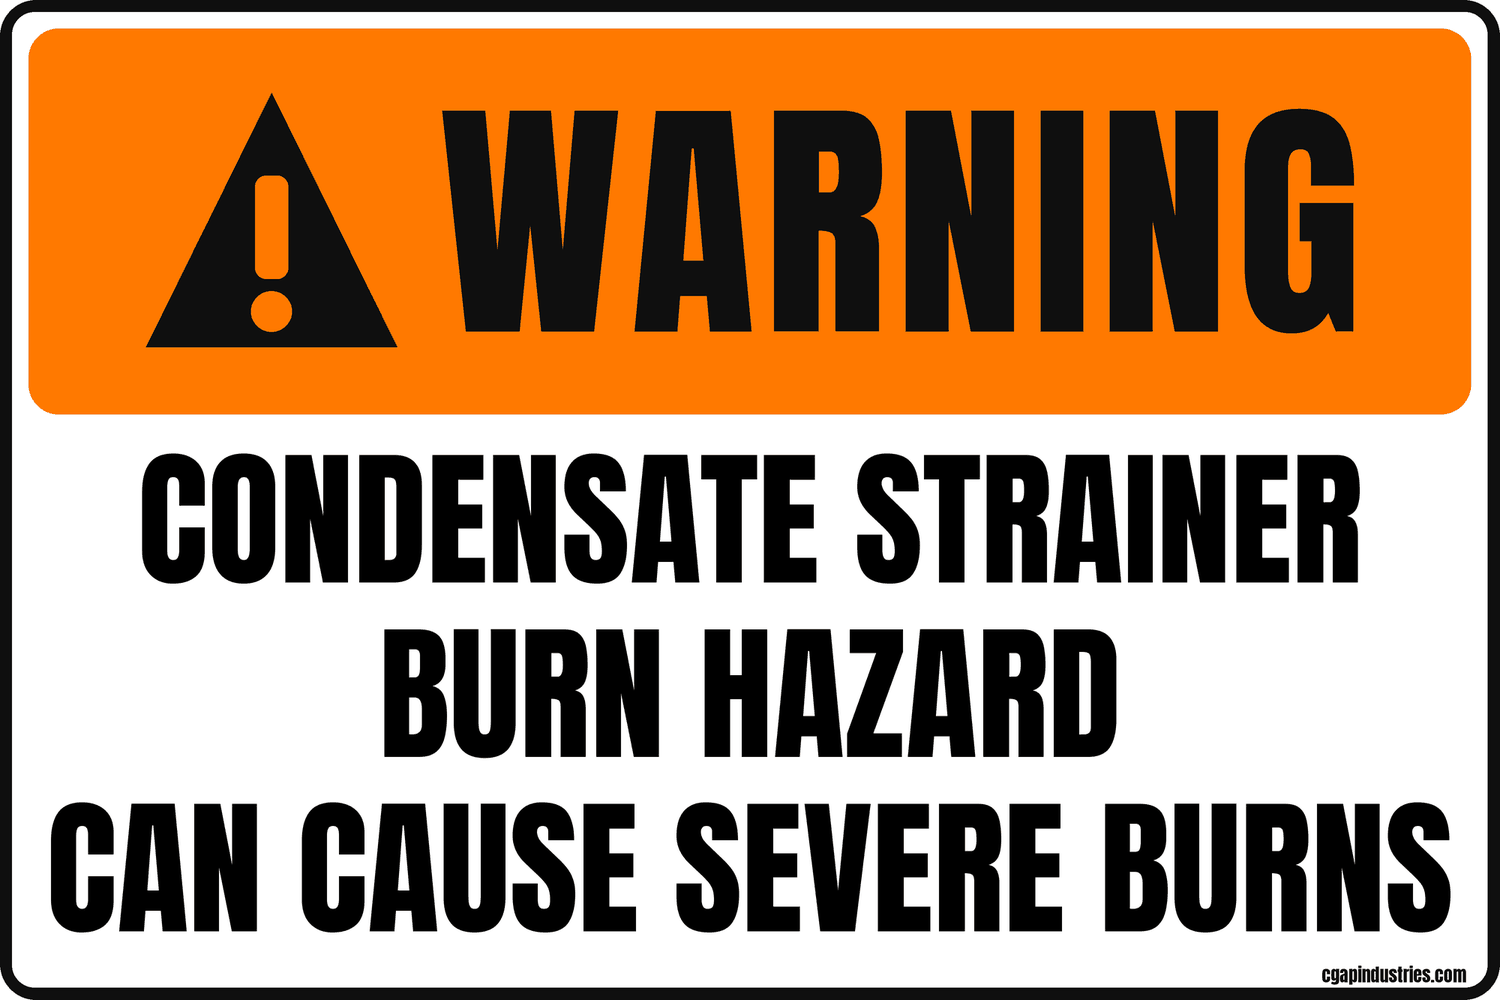 WARNING
CONDENSATE STRAINER
BURN HAZARD
CAN CAUSE SEVERE BURNS
cgapindustries.com